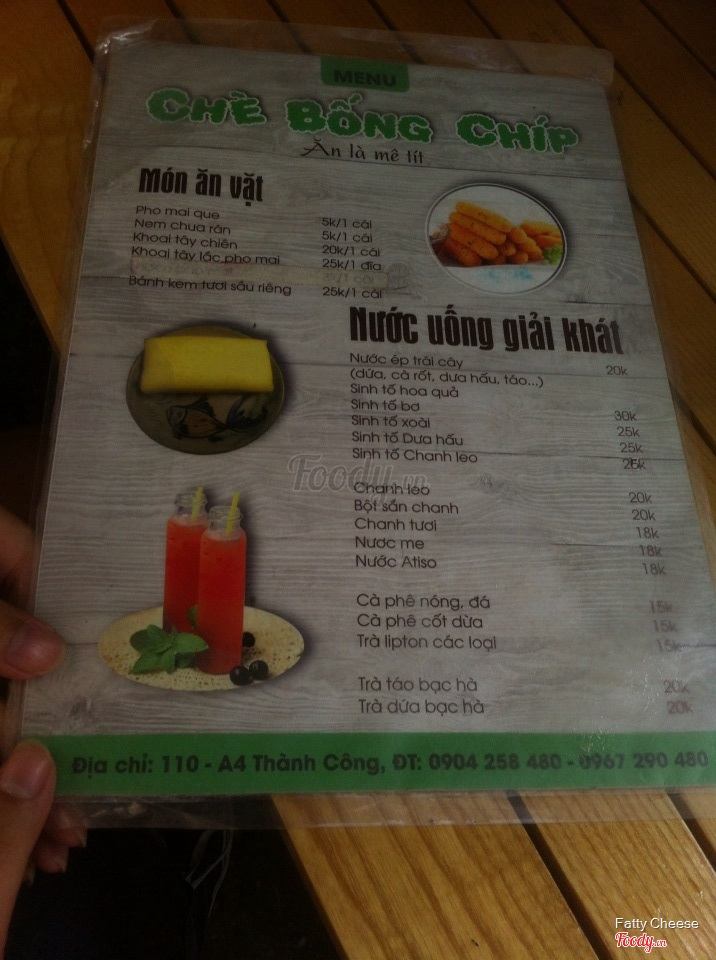 MENU
CHÈ BỐNG CHÍP
Ăn là mê tít
Món ăn vặt
Pho mai que 5k/1 cái
Nem chua rán 5k/1 cái
Khoai tây chiên 20k/1 cái
Khoai tây lắc pho mai 25k/1 đĩa
Bánh kem tươi sầu riêng 25k/1 cái
Nước uống giải khát
Nước ép trái cây 20k
(dứa, cà rốt, dưa hấu, táo...)
Sinh tố hoa quả
Sinh tố bơ 30k
Sinh tố xoài 25k
Sinh tố Dưa hấu 25k
Sinh tố Chanh leo 25k
Foody.vn
Chanh leo 20k
Bột sắn chanh 20k
Chanh tươi 18k
Nươc me 18k
Nước Atiso 18k
Cà phê nóng, đá 15k
Cà phê cốt dừa 15k
Trà lipton các loại 15k
Trà táo bạc hà 20k
Trà dứa bạc hà 20k
Địa chỉ: 110 - A4 Thành Công, ĐT: 0904 258 480 - 0967 290 480
Fatty Cheese
Foody.vn